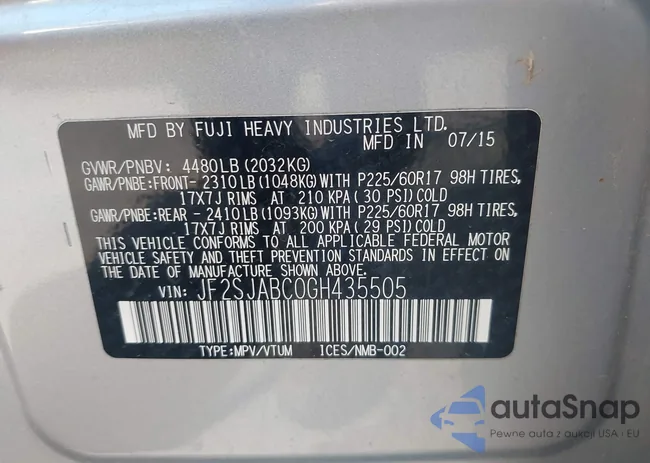 MFD BY FUJI HEAVY INDUSTRIES LTD.
MFD IN 07/15
GVWR/PNBV: 4480LB(2032KG)
GAWR/PNBE:FRONT- 2310LB(1048KG)WITH P225/60R17 98H TIRES,
17X7J RIMS AT 210 KPA( 30 PSI)COLD
GAWR/PNBE:REAR - 2410LB(1093KG)WITH P225/60R17 98H TIRES,
17X7J RIMS AT 200 KPA( 29 PSI)COLD
THIS VEHICLE CONFORMS TO ALL APPLICABLE FEDERAL MOTOR
VEHICLE SAFETY AND THEFT PREVENTION STANDARDS IN EFFECT
ON THE DATE OF MANUFACTURE SHOWN ABOVE.
VIN: JF2SJABC0GH435505
TYPE:MPV/VTUM ICES/NMB-002
autoSnap
Pewne auta z aukcji USA · EU